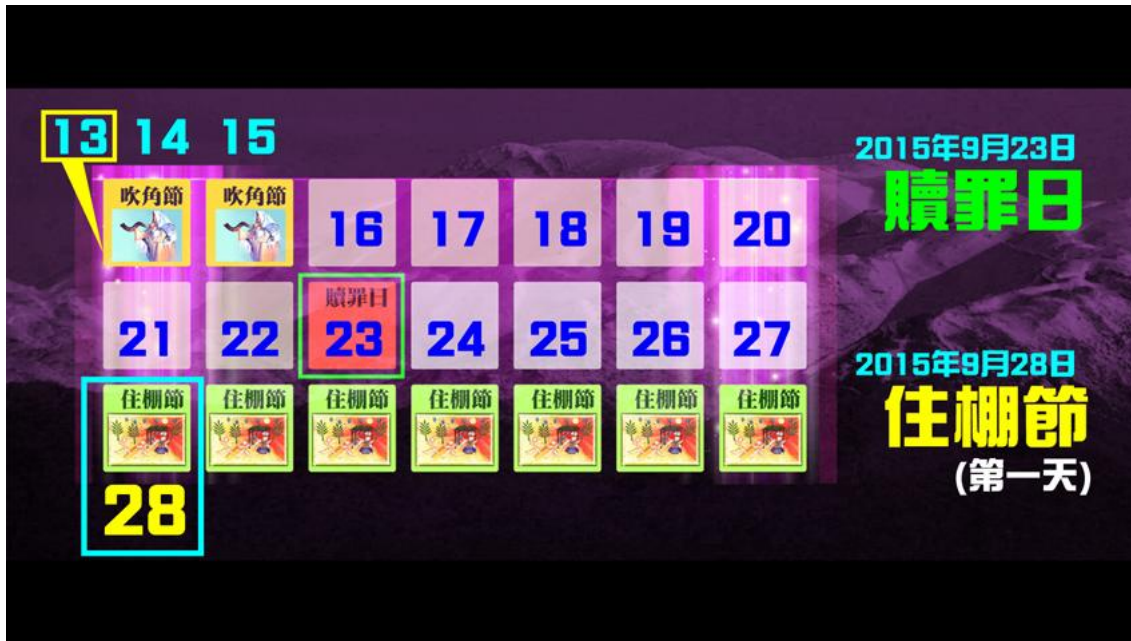 13 14 15
吹角節 吹角節 16 17 18 19 20
21 22 贖罪日 23 24 25 26 27
住棚節 住棚節 住棚節 住棚節 住棚節 住棚節 住棚節
28
2015年9月23日
贖罪日
2015年9月28日
住棚節
(第一天)